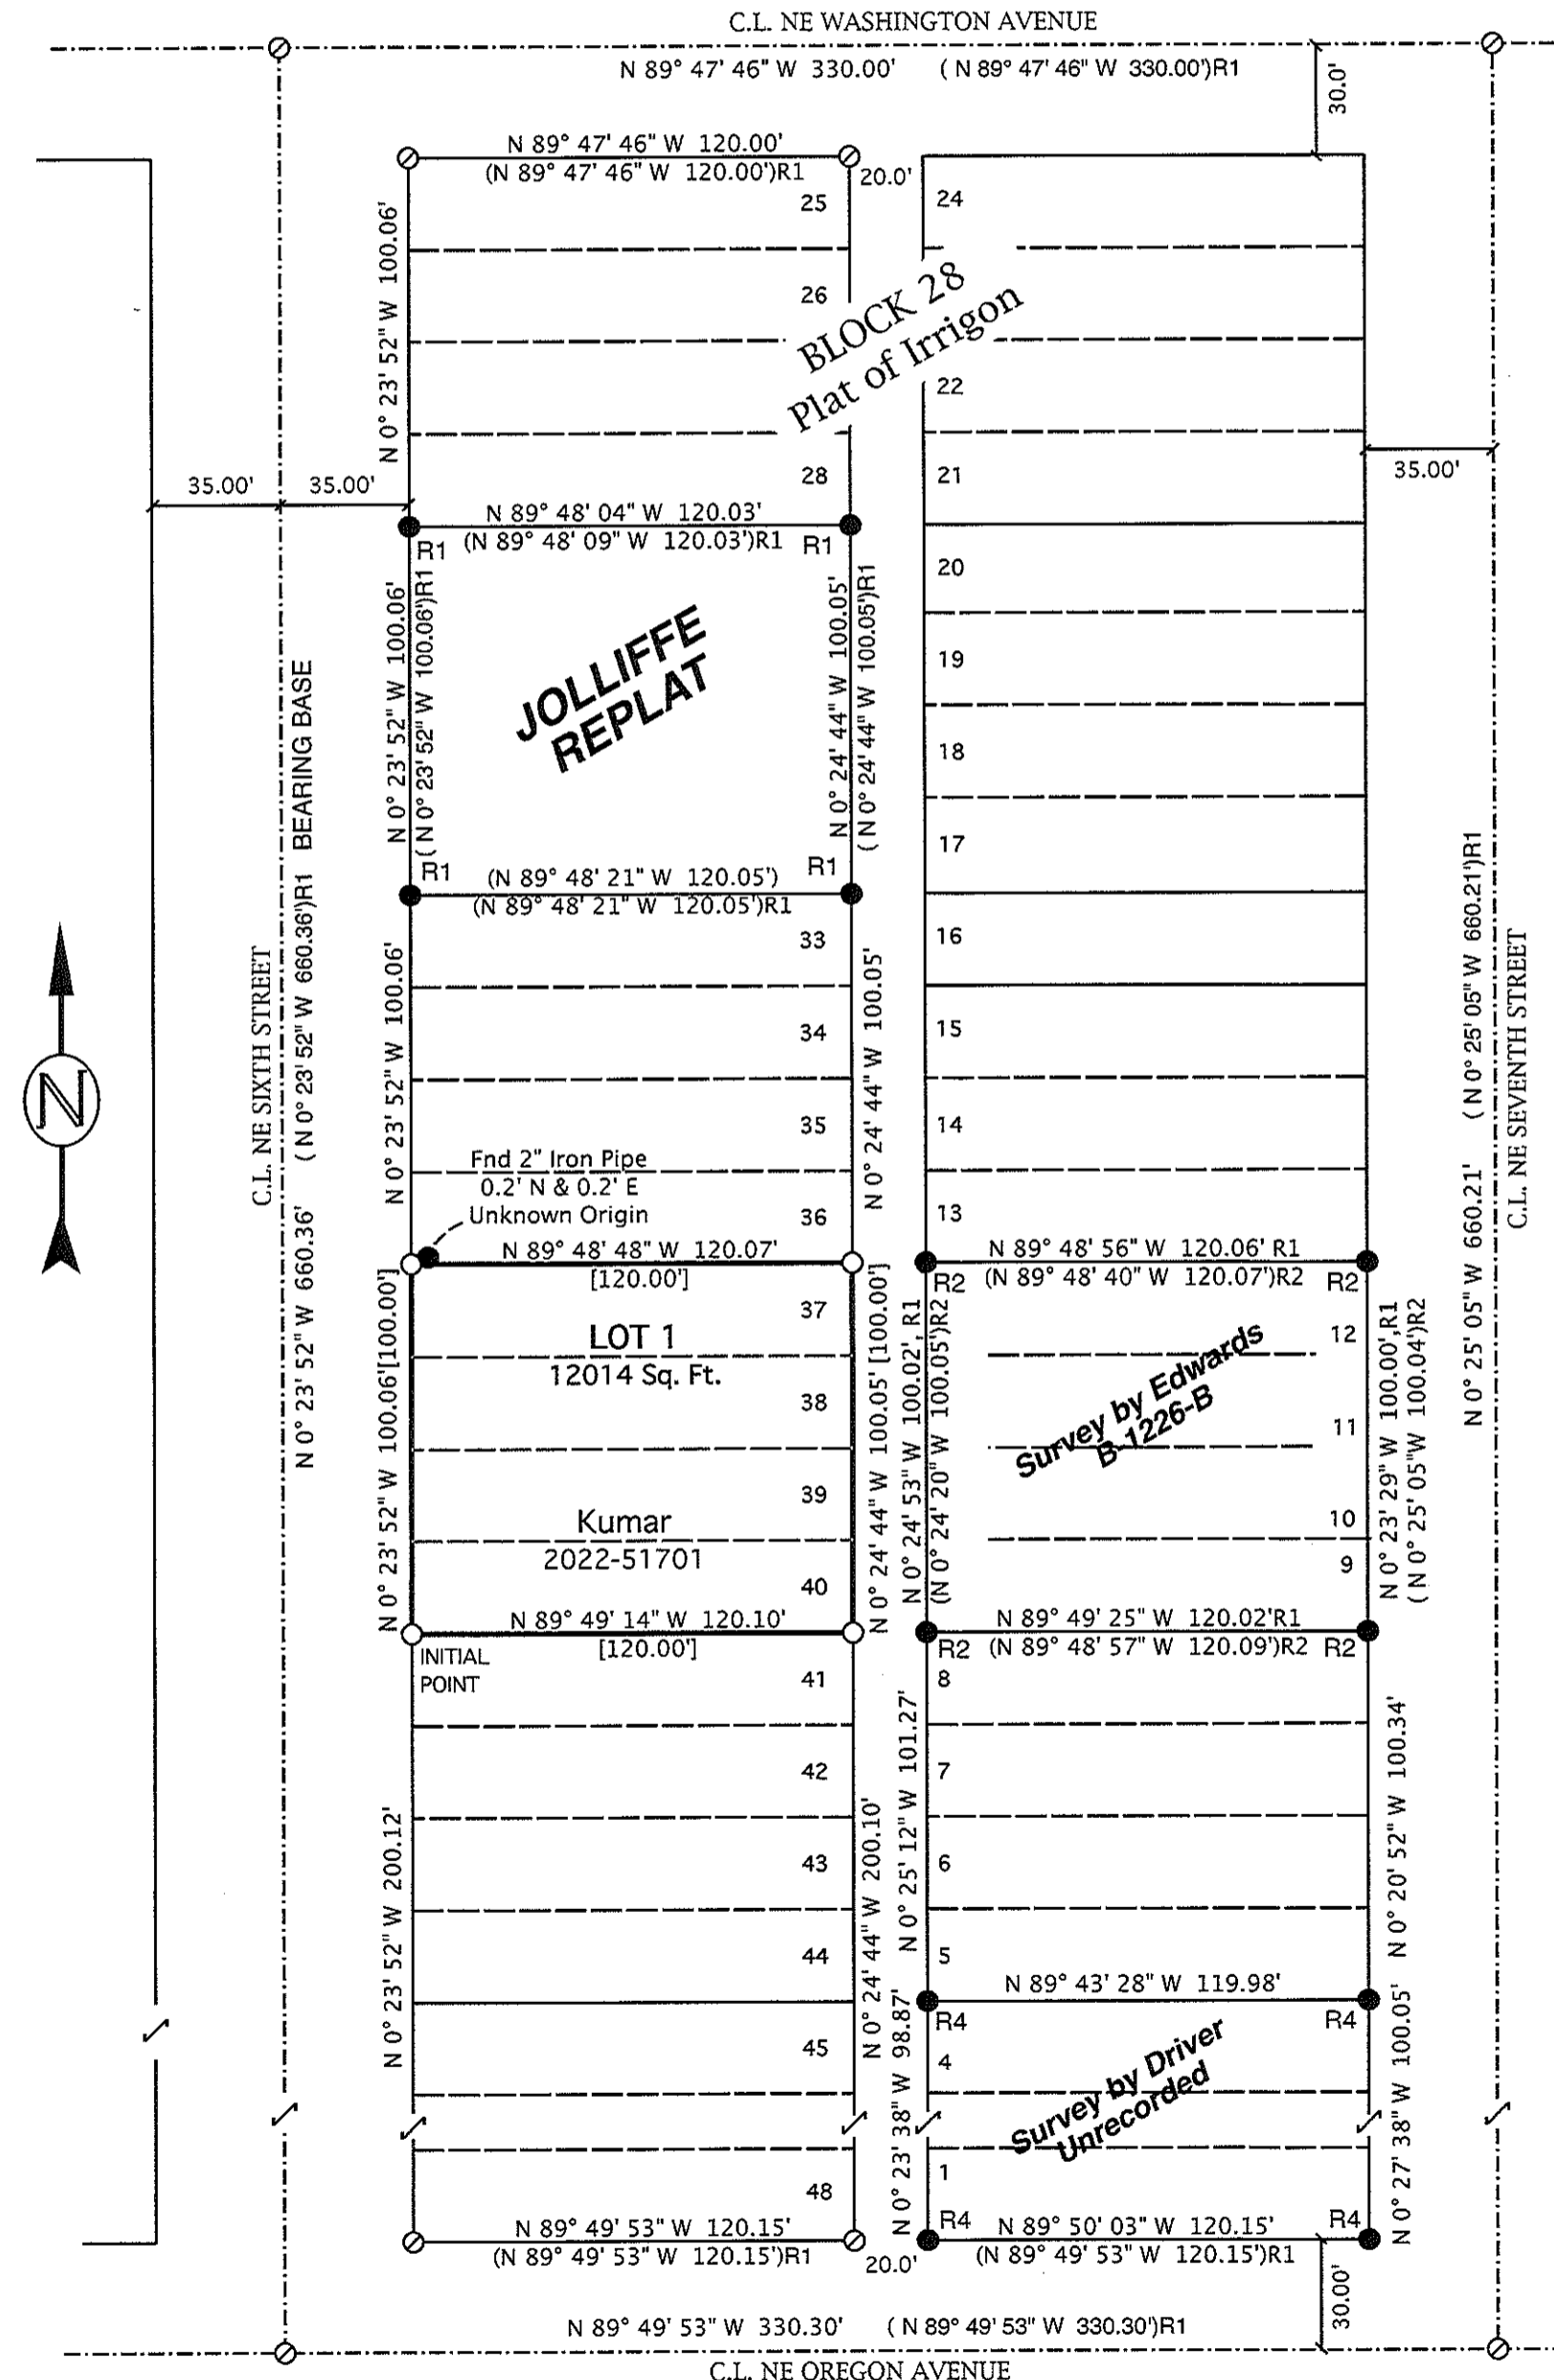 C.L. NE WASHINGTON AVENUE
N 89° 47' 46" W 330.00' ( N 89° 47' 46" W 330.00')R1
30.0'
N 89° 47' 46" W 120.00'
(N 89° 47' 46" W 120.00')R1
20.0'
25
24
26
BLOCK 28
Plat of Irrigon
22
N 0° 23' 52" W 100.06'
28
21
35.00'
35.00'
35.00'
N 89° 48' 04" W 120.03'
(N 89° 48' 09" W 120.03')R1
R1
R1
20
N 0° 23' 52" W 100.06'
( N 0° 23' 52" W 100.06')R1
JOLLIFFE
REPLAT
N 0° 24' 44" W 100.05'
( N 0° 24' 44" W 100.05')R1
19
18
17
R1
R1
(N 89° 48' 21" W 120.05')
(N 89° 48' 21" W 120.05')R1
33
16
34
15
35
14
36
13
N 0° 23' 52" W 100.06'
N 0° 24' 44" W 100.05'
C.L. NE SIXTH STREET
N 0° 23' 52" W 660.36' ( N 0° 23' 52" W 660.36')R1 BEARING BASE
N 0° 25' 05" W 660.21' ( N 0° 25' 05" W 660.21')R1
C.L. NE SEVENTH STREET
N
Fnd 2" Iron Pipe
0.2' N & 0.2' E
Unknown Origin
N 89° 48' 48" W 120.07'
[120.00']
N 89° 48' 56" W 120.06' R1
(N 89° 48' 40" W 120.07')R2
R2
R2
37
LOT 1
12014 Sq. Ft.
38
39
Kumar
2022-51701
40
N 0° 23' 52" W 100.06'[100.00']
N 0° 24' 44" W 100.05' [100.00']
N 0° 24' 53" W 100.02', R1
(N 0° 24' 20" W 100.05')R2
12
Survey by Edwards
B-1226-B
11
10
9
N 0° 23' 29" W 100.00',R1
( N 0° 25' 05"W 100.04')R2
N 89° 49' 14" W 120.10'
[120.00']
INITIAL
POINT
N 89° 49' 25" W 120.02'R1
(N 89° 48' 57" W 120.09')R2
R2
R2
41
8
42
7
43
6
44
5
N 0° 23' 52" W 200.12'
N 0° 24' 44" W 200.10'
N 0° 25' 12" W 101.27'
N 0° 20' 52" W 100.34'
N 89° 43' 28" W 119.98'
R4
R4
45
4
Survey by Driver
Unrecorded
N 0° 23' 38" W 98.87'
N 0° 27' 38" W 100.05'
48
1
R4
R4
N 89° 49' 53" W 120.15'
(N 89° 49' 53" W 120.15')R1
20.0'
N 89° 50' 03" W 120.15'
(N 89° 49' 53" W 120.15')R1
30.00'
N 89° 49' 53" W 330.30' ( N 89° 49' 53" W 330.30')R1
C.L. NE OREGON AVENUE